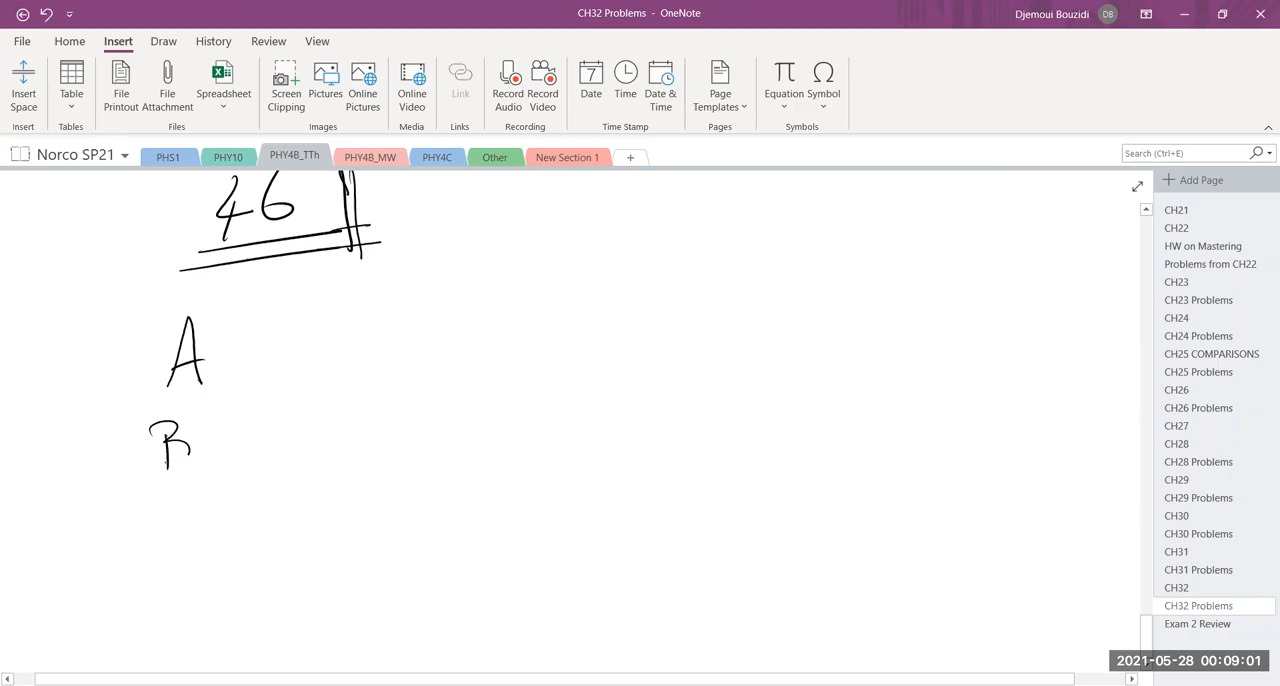 CH32 Problems - OneNote
Djemoui Bouzidi DB
File Home Insert Draw History Review View
Insert Space
Table
File Printout
File Attachment
Spreadsheet
Screen Clipping
Pictures
Online Pictures
Online Video
Link
Record Audio
Record Video
Date
Time
Date & Time
Page Templates
Equation
Symbol
Insert Tables Files Images Media Links Recording Time Stamp Pages Symbols
Norco SP21 PHS1 PHY10 PHY4B_TTh PHY4B_MW PHY4C Other New Section 1 +
Search (Ctrl+E)
Add Page
46
A
B
CH21
CH22
HW on Mastering
Problems from CH22
CH23
CH23 Problems
CH24
CH24 Problems
CH25 COMPARISONS
CH25 Problems
CH26
CH26 Problems
CH27
CH28
CH28 Problems
CH29
CH29 Problems
CH30
CH30 Problems
CH31
CH31 Problems
CH32
CH32 Problems
Exam 2 Review
2021-05-28 00:09:01